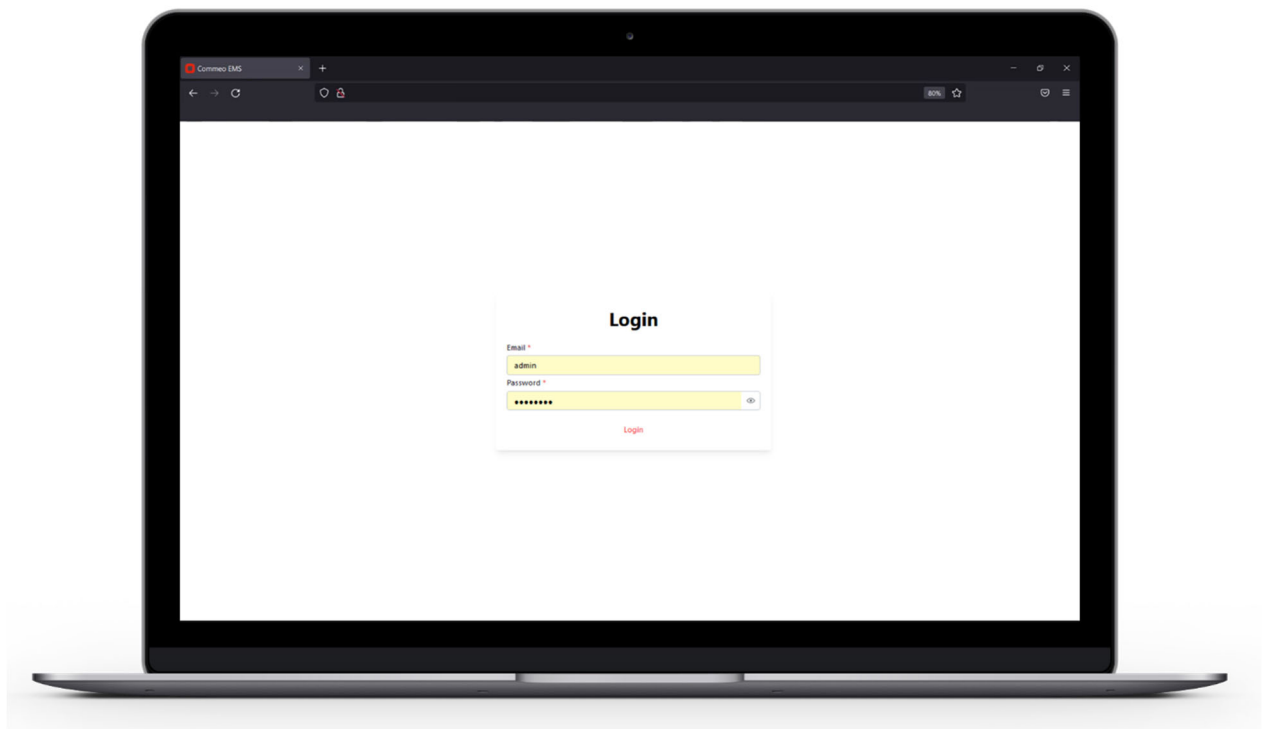 Commeo EMS
80%
Login
Email *
admin
Password *
••••••••
Login